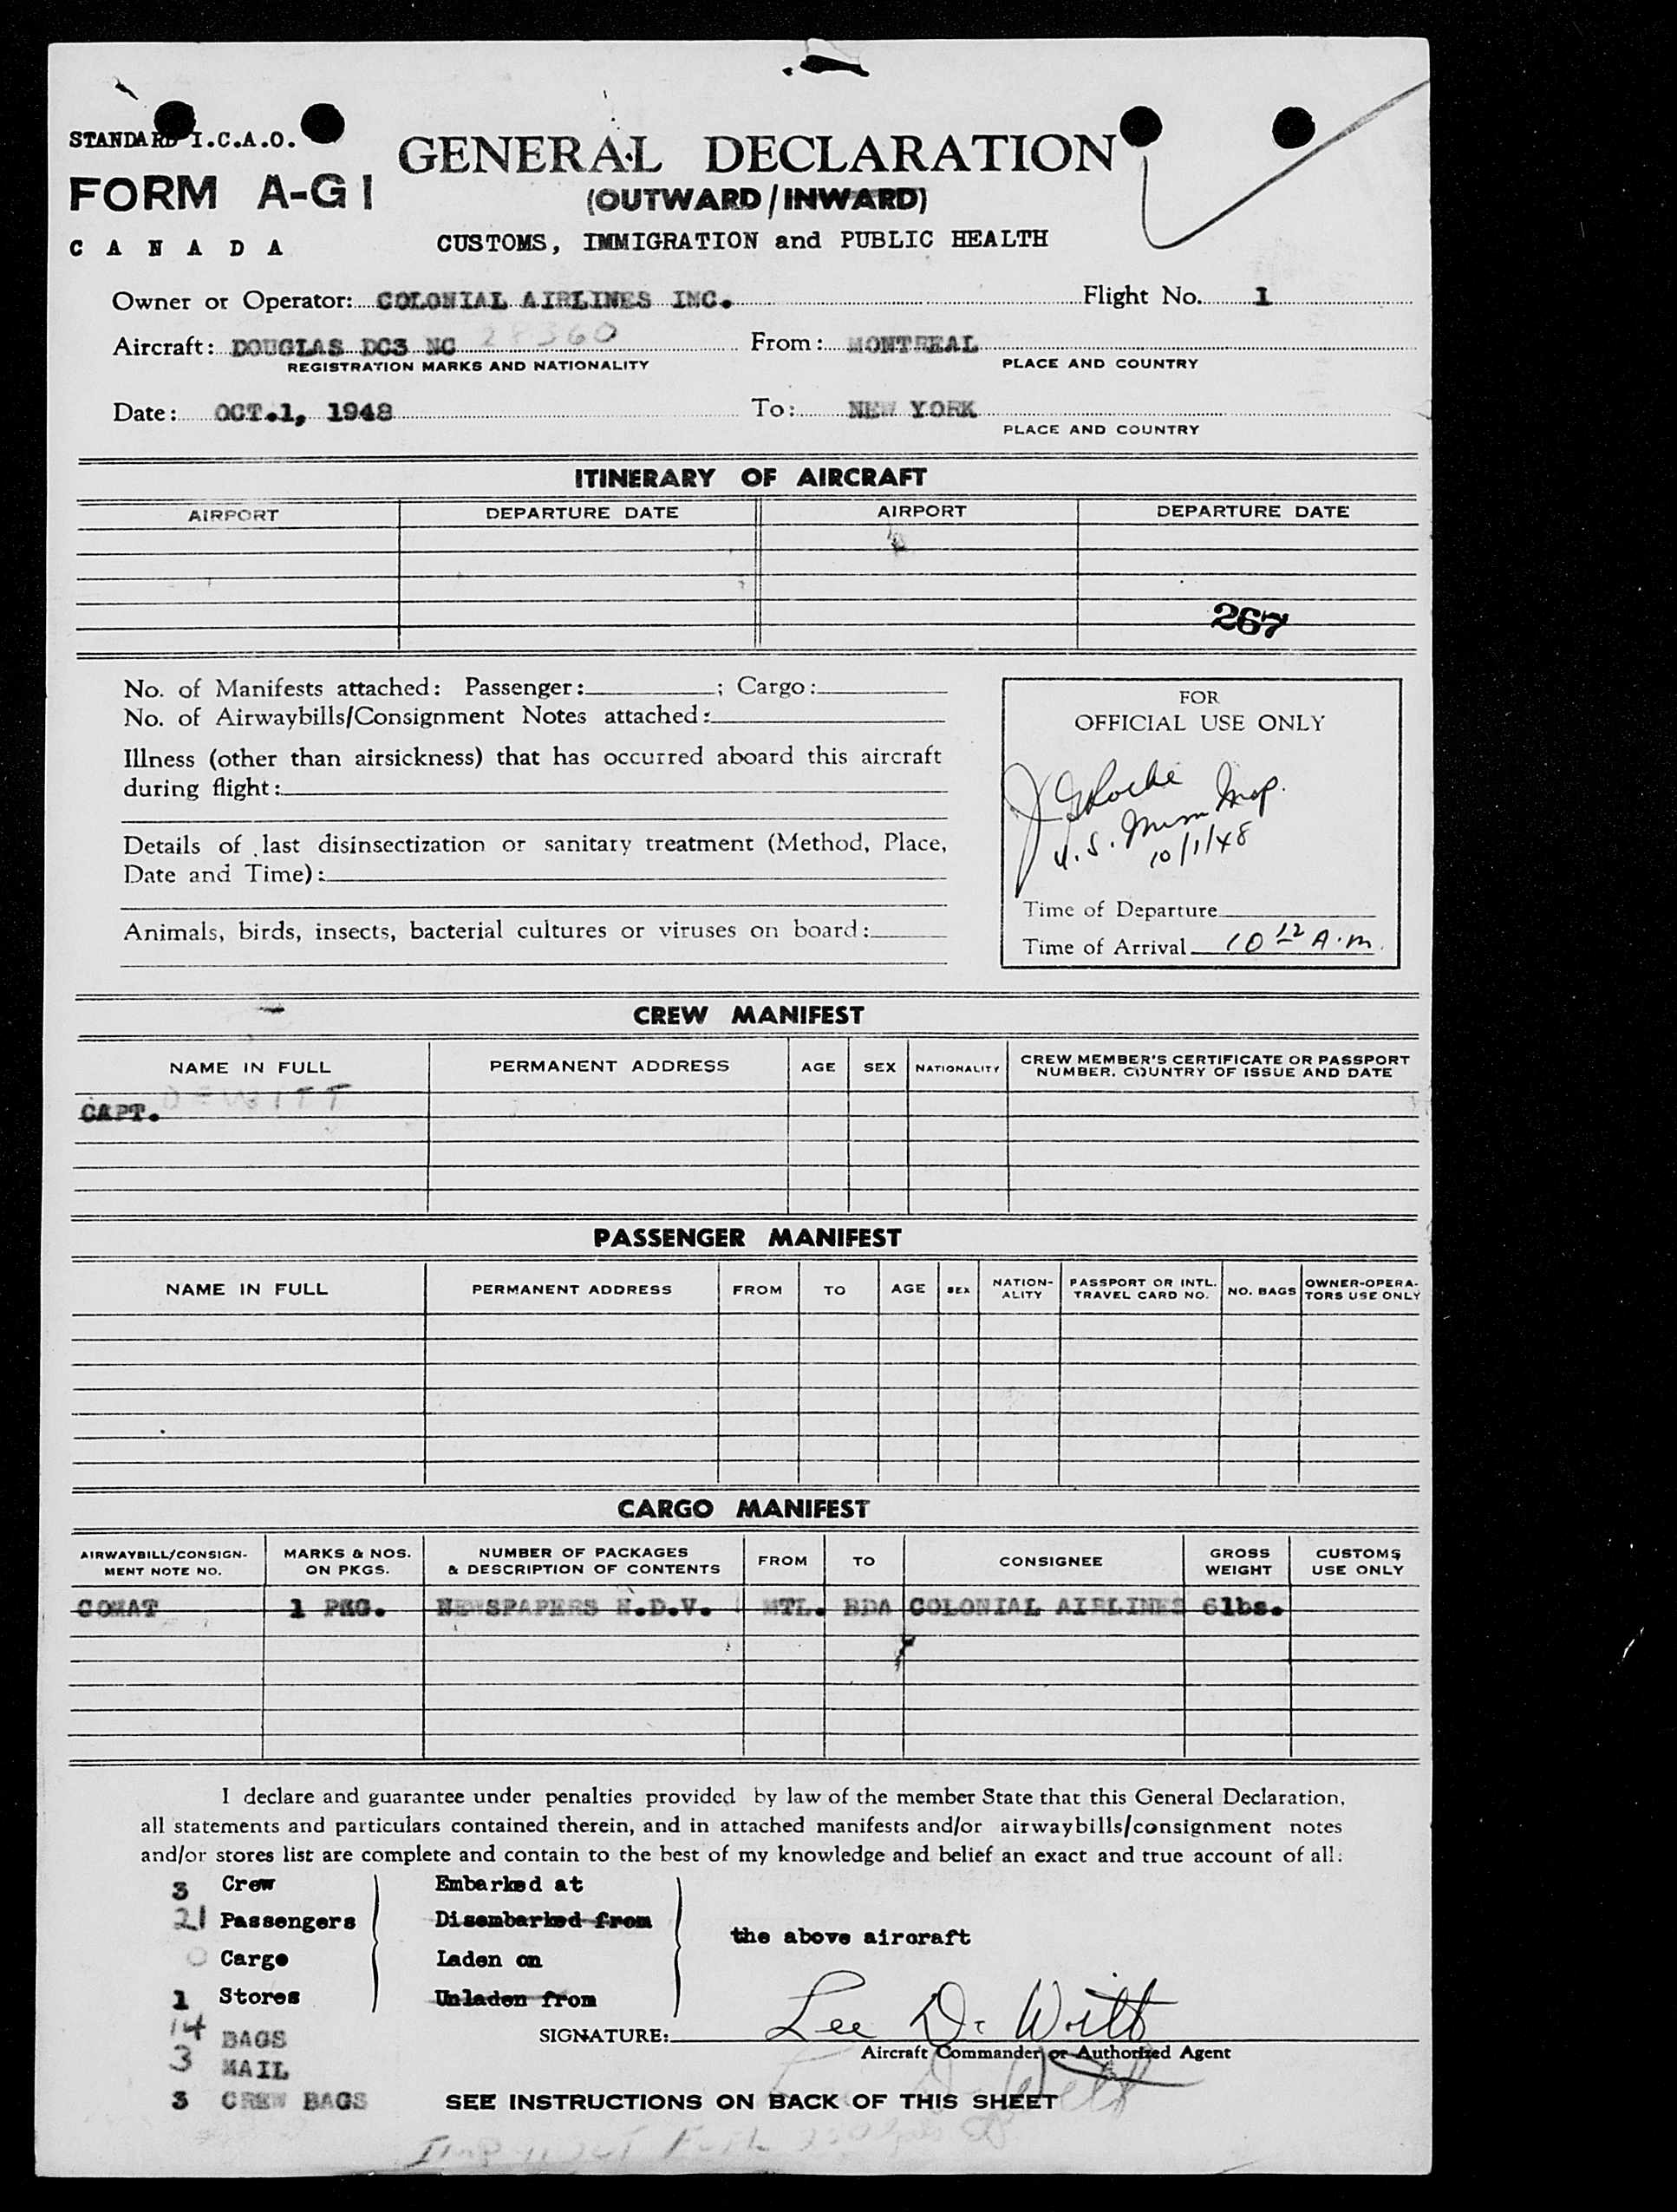 STANDARD I.C.A.O.
FORM A-G1
CANADA
GENERAL DECLARATION
(OUTWARD/INWARD)
CUSTOMS, IMMIGRATION and PUBLIC HEALTH
Owner or Operator: COLONIAL AIRLINES INC. Flight No. 1
Aircraft: DOUGLAS DC3 NC 28360 From: MONTREAL
REGISTRATION MARKS AND NATIONALITY PLACE AND COUNTRY
Date: OCT.1, 1948 To: NEW YORK
PLACE AND COUNTRY
ITINERARY OF AIRCRAFT
AIRPORT DEPARTURE DATE AIRPORT DEPARTURE DATE
267
No. of Manifests attached: Passenger: ; Cargo:
No. of Airwaybills/Consignment Notes attached:
Illness (other than airsickness) that has occurred aboard this aircraft
during flight:
Details of last disinsectization or sanitary treatment (Method, Place,
Date and Time):
Animals, birds, insects, bacterial cultures or viruses on board:
FOR
OFFICIAL USE ONLY
U.S. Imm Insp.
10/1/48
Time of Departure
Time of Arrival 10 12 A.m.
CREW MANIFEST
NAME IN FULL PERMANENT ADDRESS AGE SEX NATIONALITY CREW MEMBER'S CERTIFICATE OR PASSPORT
NUMBER, COUNTRY OF ISSUE AND DATE
CAPT. DEWITT
PASSENGER MANIFEST
NAME IN FULL PERMANENT ADDRESS FROM TO AGE SEX NATION-
ALITY PASSPORT OR INTL.
TRAVEL CARD NO. NO. BAGS OWNER-OPERA-
TORS USE ONLY
CARGO MANIFEST
AIRWAYBILL/CONSIGN-
MENT NOTE NO. MARKS & NOS.
ON PKGS. NUMBER OF PACKAGES
& DESCRIPTION OF CONTENTS FROM TO CONSIGNEE GROSS
WEIGHT CUSTOMS
USE ONLY
COMAT 1 PKG. NEWSPAPERS N.D.V. MTL. BDA COLONIAL AIRLINES 6lbs.
I declare and guarantee under penalties provided by law of the member State that this General Declaration,
all statements and particulars contained therein, and in attached manifests and/or airwaybills/consignment notes
and/or stores list are complete and contain to the best of my knowledge and belief an exact and true account of all:
3 Crew Embarked at
21 Passengers Disembarked from
the above aircraft
0 Cargo Laden on
1 Stores Unladen from
14 BAGS
SIGNATURE: Lee De Witt
Aircraft Commander or Authorized Agent
3 MAIL
3 CREW BAGS
SEE INSTRUCTIONS ON BACK OF THIS SHEET